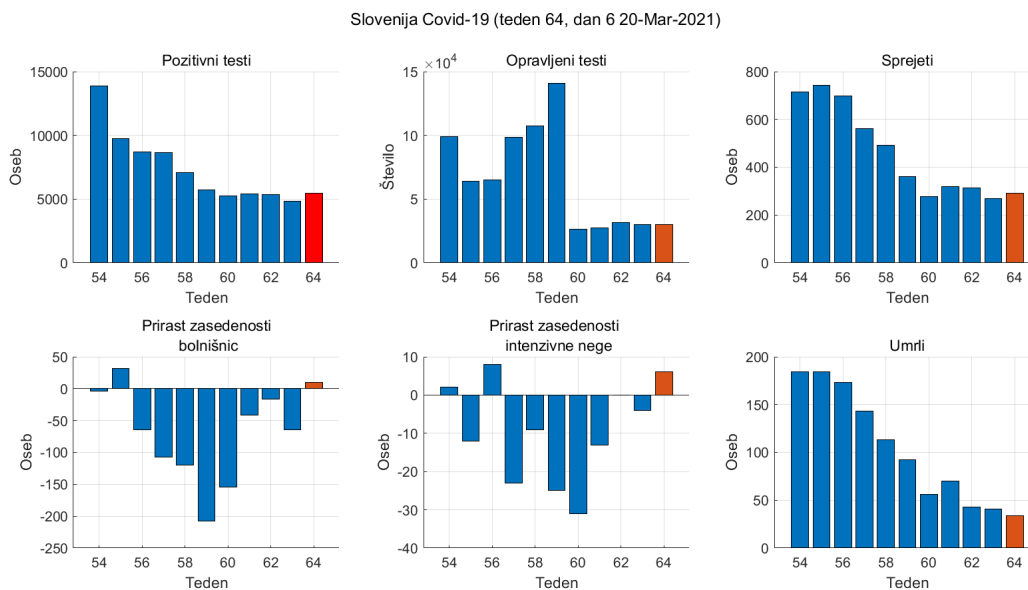 Slovenija Covid-19 (teden 64, dan 6 20-Mar-2021)
Pozitivni testi
15000
10000
5000
0
Oseb
54 56 58 60 62 64
Teden
Opravljeni testi
×10⁴
15
10
5
0
Število
54 56 58 60 62 64
Teden
Sprejeti
800
600
400
200
0
Oseb
54 56 58 60 62 64
Teden
Prirast zasedenosti
bolnišnic
50
0
-50
-100
-150
-200
-250
Oseb
54 56 58 60 62 64
Teden
Prirast zasedenosti
intenzivne nege
10
0
-10
-20
-30
-40
Oseb
54 56 58 60 62 64
Teden
Umrli
200
150
100
50
0
Oseb
54 56 58 60 62 64
Teden